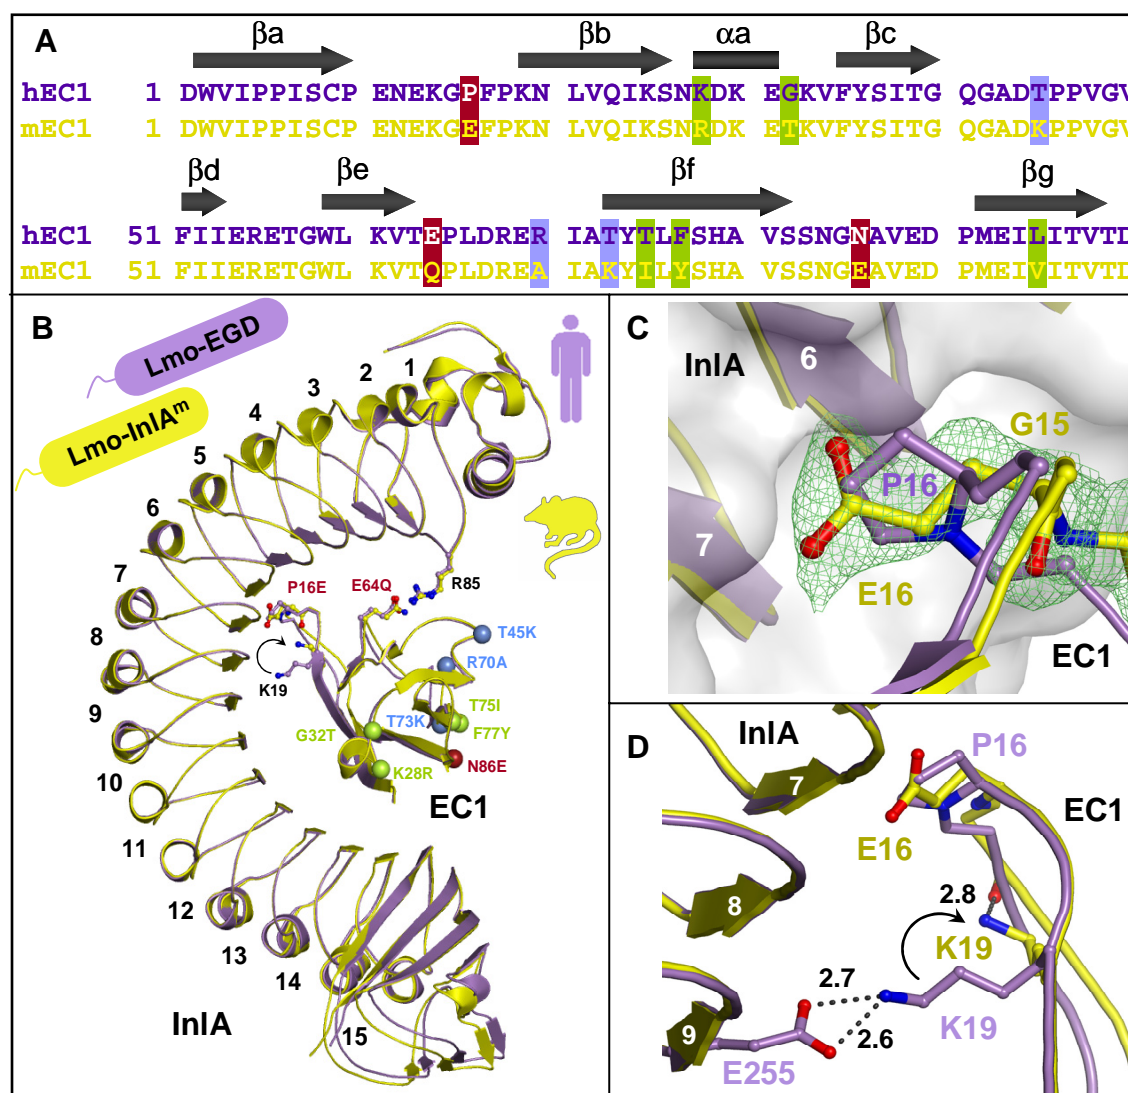 A
βa βb αa βc
hEC1 1 DWVIPPISCP ENEKGPFPKN LVQIKSNKDK EGKVFYSITG QGADTPPVGV
mEC1 1 DWVIPPISCP ENEKGEFPKN LVQIKSNRDK ETKVFYSITG QGADKPPVGV
βd βe βf βg
hEC1 51 FIIERETGWL KVTEPLDRER IATYTLFSHA VSSNGNAVED PMEILITVTD
mEC1 51 FIIERETGWL KVTQPLDREA IAKYILYSHA VSSNGEAVED PMEIVITVTD
B
Lmo-EGD
Lmo-InlAm
1
2
3
4
5
6
7
8
9
10
11
12
13
14
15
P16E
E64Q
R85
K19
T45K
R70A
T75I
T73K
F77Y
G32T
K28R
N86E
EC1
InlA
C
InlA
6
7
G15
P16
E16
EC1
D
InlA
7
8
9
P16
EC1
E16
2.8
K19
2.7
K19
2.6
E255